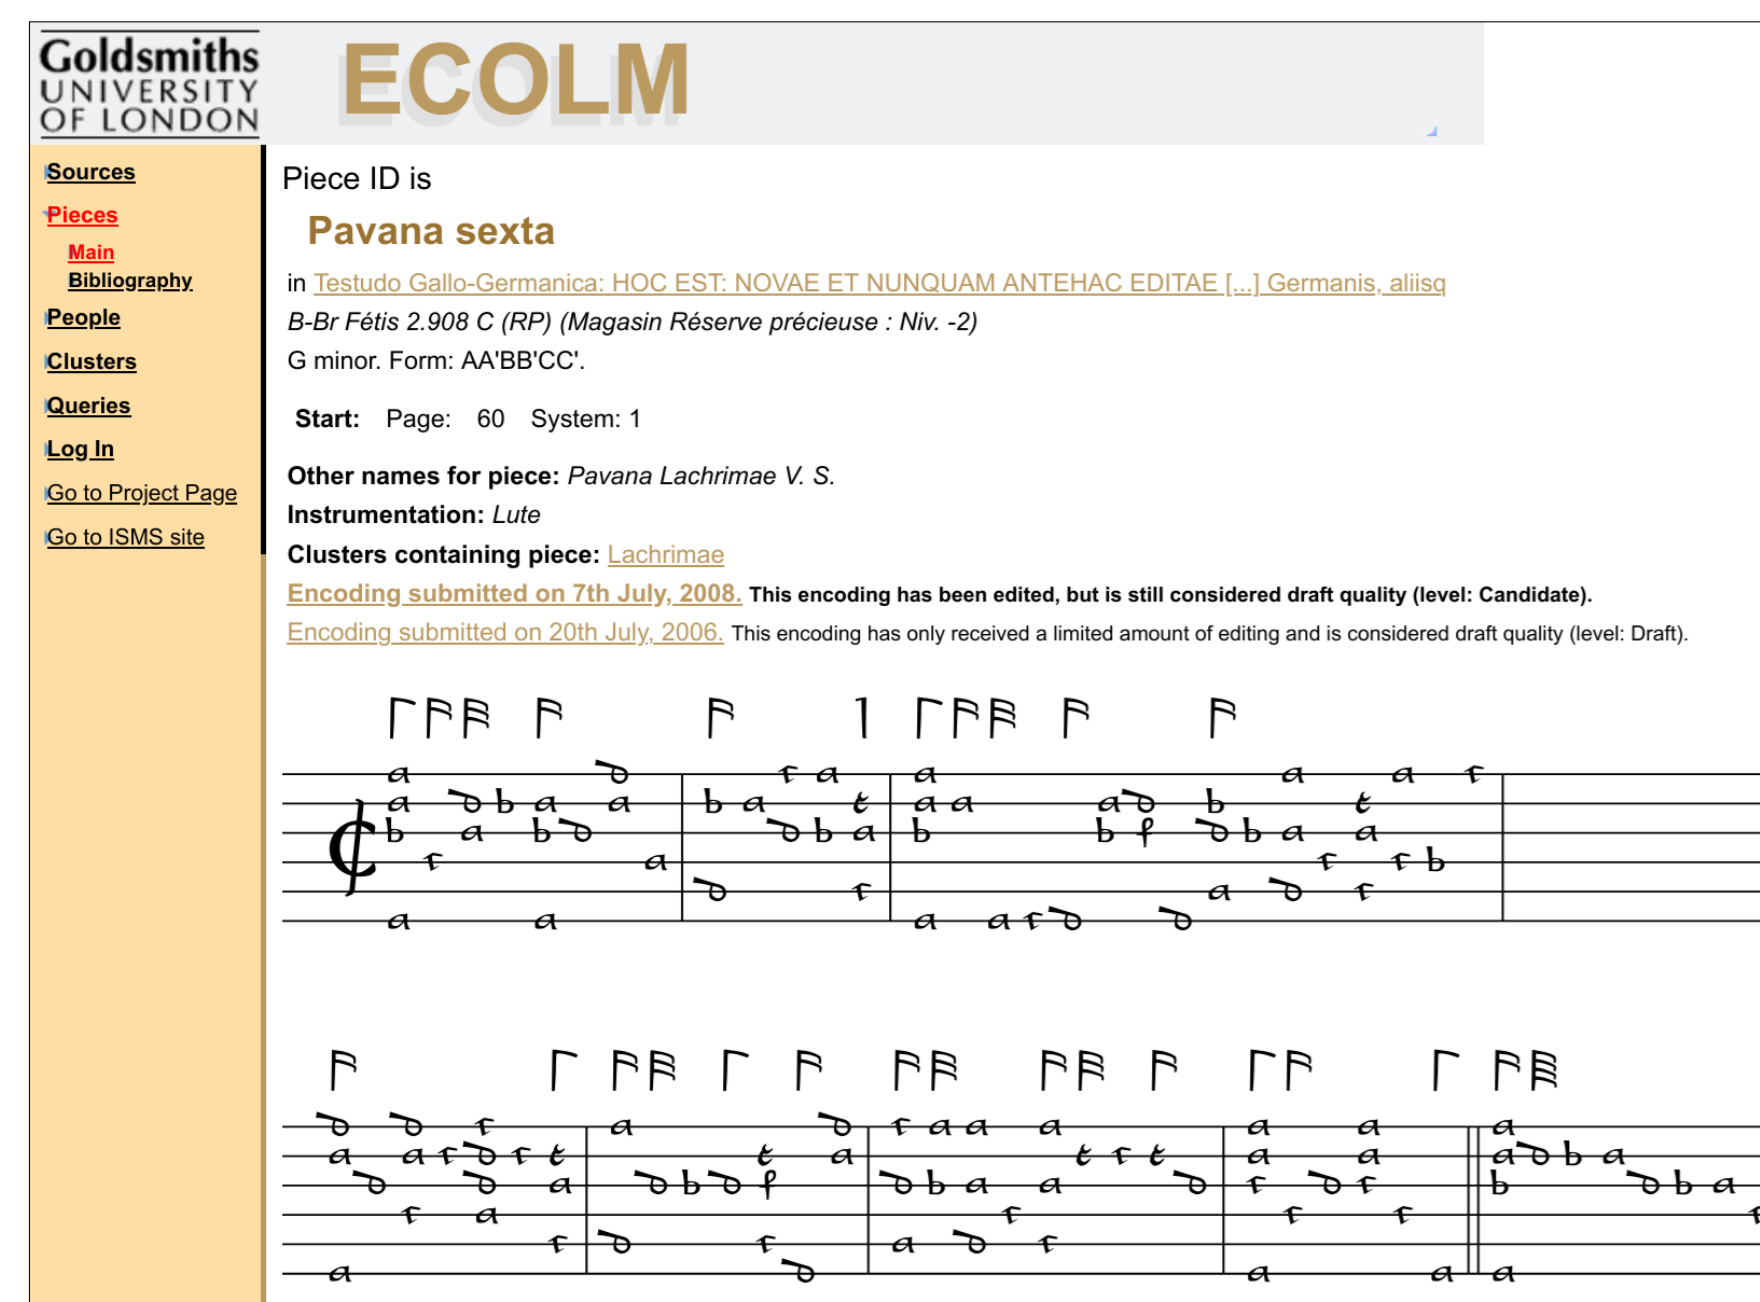 Goldsmiths
UNIVERSITY
OF LONDON
ECOLM
Sources
Pieces
Main
Bibliography
People
Clusters
Queries
Log In
Go to Project Page
Go to ISMS site
Piece ID is
Pavana sexta
in Testudo Gallo-Germanica: HOC EST: NOVAE ET NUNQUAM ANTEHAC EDITAE [...] Germanis, aliisq
B-Br Fétis 2.908 C (RP) (Magasin Réserve précieuse : Niv. -2)
G minor. Form: AA'BB'CC'.
Start: Page: 60 System: 1
Other names for piece: Pavana Lachrimae V. S.
Instrumentation: Lute
Clusters containing piece: Lachrimae
Encoding submitted on 7th July, 2008. This encoding has been edited, but is still considered draft quality (level: Candidate).
Encoding submitted on 20th July, 2006. This encoding has only received a limited amount of editing and is considered draft quality (level: Draft).